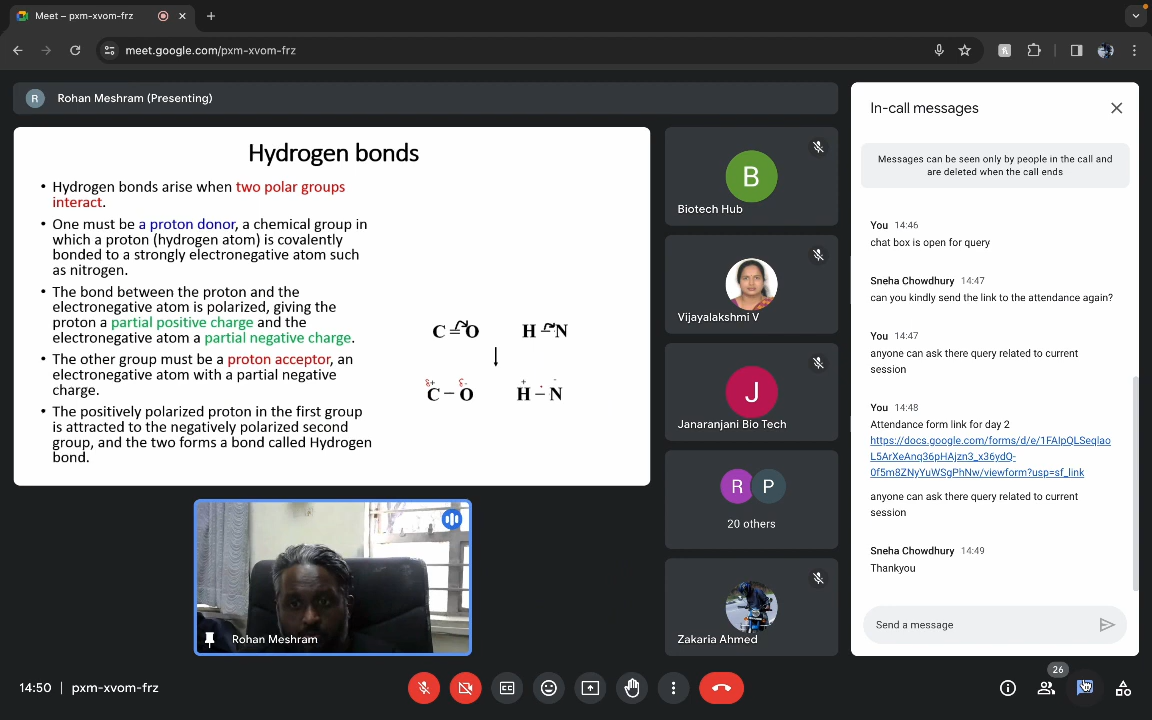 Meet – pxm-xvom-frz
meet.google.com/pxm-xvom-frz
R Rohan Meshram (Presenting)
Hydrogen bonds
• Hydrogen bonds arise when two polar groups
interact.
• One must be a proton donor, a chemical group in
which a proton (hydrogen atom) is covalently
bonded to a strongly electronegative atom such
as nitrogen.
• The bond between the proton and the
electronegative atom is polarized, giving the
proton a partial positive charge and the
electronegative atom a partial negative charge.
• The other group must be a proton acceptor, an
electronegative atom with a partial negative
charge.
• The positively polarized proton in the first group
is attracted to the negatively polarized second
group, and the two forms a bond called Hydrogen
bond.
C = O H – N
δ+ δ- +
C – O H – N
Rohan Meshram
B
Biotech Hub
Vijayalakshmi V
J
Janaranjani Bio Tech
R P
20 others
Zakaria Ahmed
In-call messages
Messages can be seen only by people in the call and
are deleted when the call ends
You 14:46
chat box is open for query
Sneha Chowdhury 14:47
can you kindly send the link to the attendance again?
You 14:47
anyone can ask there query related to current
session
You 14:48
Attendance form link for day 2
https://docs.google.com/forms/d/e/1FAIpQLSeqlao
L5ArXeAnq36pHAjzn3_x36ydQ-
0f5m8ZNyYuWSgPhNw/viewform?usp=sf_link
anyone can ask there query related to current
session
Sneha Chowdhury 14:49
Thankyou
Send a message
14:50 | pxm-xvom-frz
26